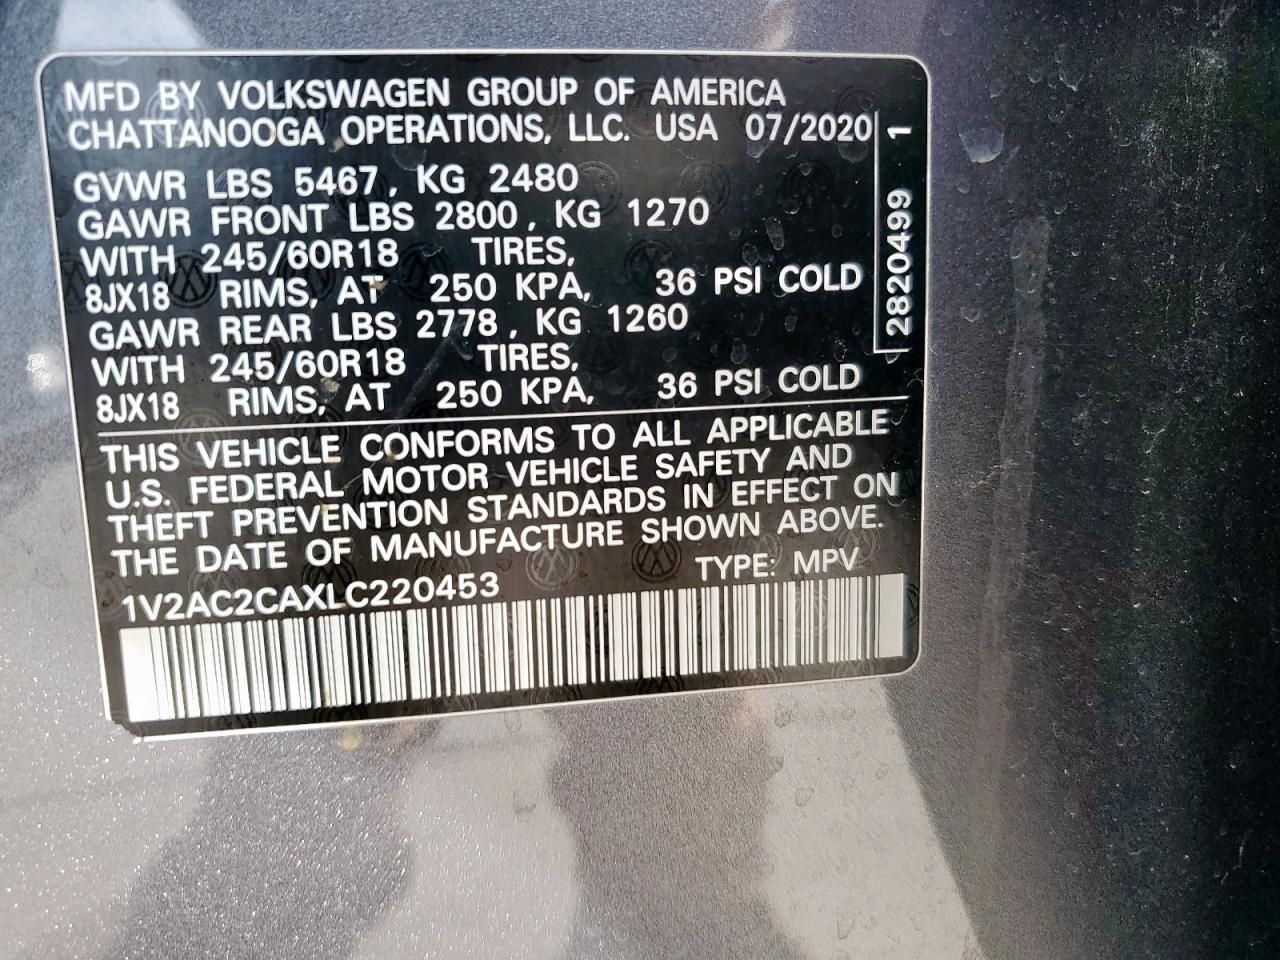 MFD BY VOLKSWAGEN GROUP OF AMERICA
CHATTANOOGA OPERATIONS, LLC. USA 07/2020
GVWR LBS 5467, KG 2480
GAWR FRONT LBS 2800, KG 1270
WITH 245/60R18 TIRES,
8JX18 RIMS, AT 250 KPA, 36 PSI COLD
GAWR REAR LBS 2778, KG 1260
WITH 245/60R18 TIRES,
8JX18 RIMS, AT 250 KPA, 36 PSI COLD
2820499 1
THIS VEHICLE CONFORMS TO ALL APPLICABLE
U.S. FEDERAL MOTOR VEHICLE SAFETY AND
THEFT PREVENTION STANDARDS IN EFFECT ON
THE DATE OF MANUFACTURE SHOWN ABOVE.
1V2AC2CAXLC220453 TYPE: MPV